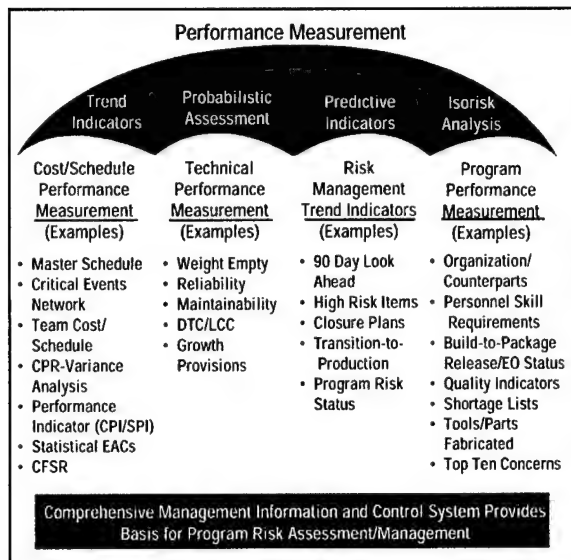 Performance Measurement
Trend
Indicators
Probabilistic
Assessment
Predictive
Indicators
Isorisk
Analysis
Cost/Schedule
Performance
Measurement
(Examples)
• Master Schedule
• Critical Events
Network
• Team Cost/
Schedule
• CPR-Variance
Analysis
• Performance
Indicator (CPI/SPI)
• Statistical EACs
• CFSR
Technical
Performance
Measurement
(Examples)
• Weight Empty
• Reliability
• Maintainability
• DTC/LCC
• Growth
Provisions
Risk
Management
Trend Indicators
(Examples)
• 90 Day Look
Ahead
• High Risk Items
• Closure Plans
• Transition-to-
Production
• Program Risk
Status
Program
Performance
Measurement
(Examples)
• Organization/
Counterparts
• Personnel Skill
Requirements
• Build-to-Package
Release/EO Status
• Quality Indicators
• Shortage Lists
• Tools/Parts
Fabricated
• Top Ten Concerns
Comprehensive Management Information and Control System Provides
Basis for Program Risk Assessment/Management